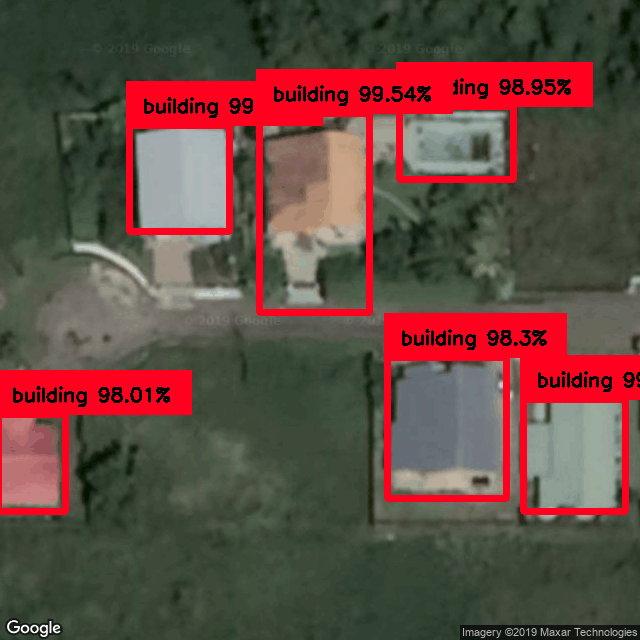 © 2019 Google
© 2019 Google
ding 98.95%
building 99.54%
building 99
© 2019 Google
© 20
building 98.3%
building 99
building 98.01%
Google
Imagery ©2019 Maxar Technologies